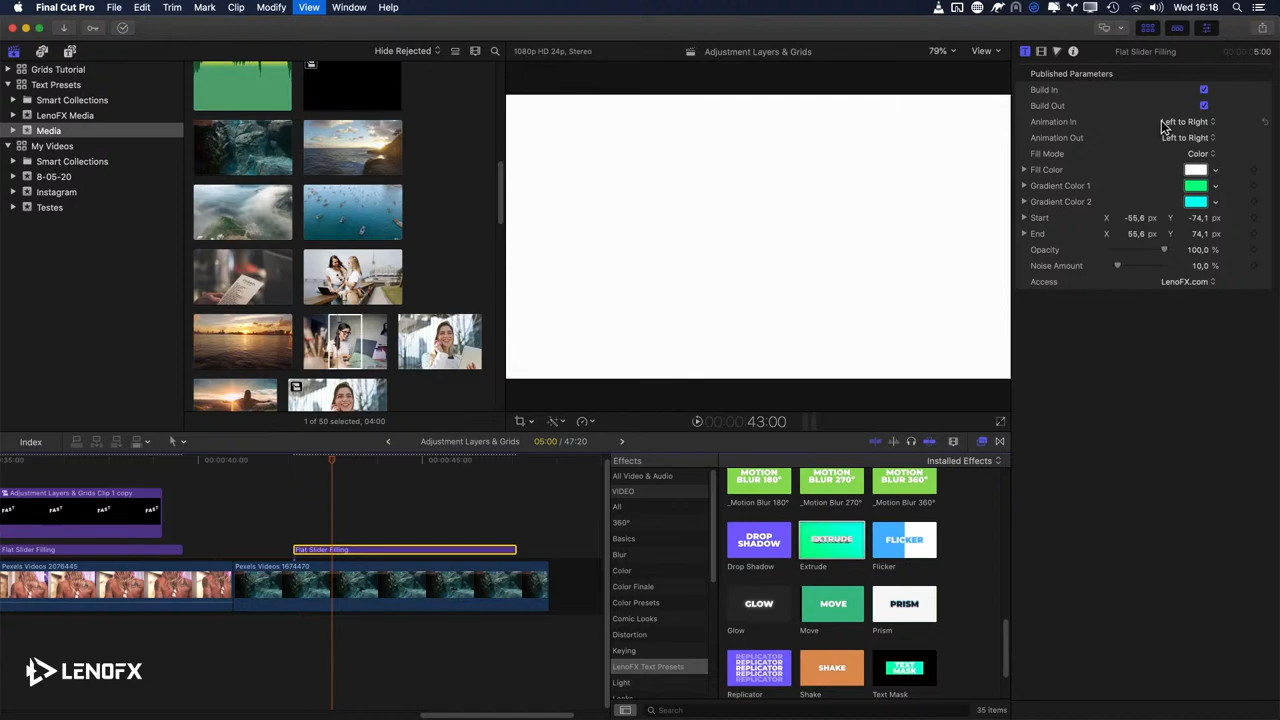 Final Cut Pro File Edit Trim Mark Clip Modify View Window Help Wed 16:18
Hide Rejected 1080p HD 24p, Stereo Adjustment Layers & Grids 79% View Flat Slider Filling 5:00
Grids Tutorial
Text Presets
Smart Collections
LenoFX Media
Media
My Videos
Smart Collections
8-05-20
Instagram
Testes
1 of 50 selected, 04:00
43:00
Published Parameters
Build In
Build Out
Animation In Left to Right
Animation Out Left to Right
Fill Mode Color
Fill Color
Gradient Color 1
Gradient Color 2
Start X -55,6 px Y -74,1 px
End X 55,6 px Y 74,1 px
Opacity 100,0 %
Noise Amount 10,0 %
Access LenoFX.com
Index Adjustment Layers & Grids 05:00 / 47:20
0:35:00 00:00:40:00 00:00:45:00
Adjustment Layers & Grids Clip 1 copy
FAST FAST FAST FAST
Flat Slider Filling Flat Slider Filling
Pexels Videos 2076445 Pexels Videos 1674470
LENOFX
Effects Installed Effects
All Video & Audio
VIDEO
All
360°
Basics
Blur
Color
Color Finale
Color Presets
Comic Looks
Distortion
Keying
LenoFX Text Presets
Light
Looks
MOTION BLUR 180° MOTION BLUR 270° MOTION BLUR 360°
_Motion Blur 180° _Motion Blur 270° _Motion Blur 360°
DROP SHADOW EXTRUDE FLICKER
Drop Shadow Extrude Flicker
GLOW MOVE PRISM
Glow Move Prism
REPLICATOR SHAKE TEXT MASK
REPLICATOR
REPLICATOR
REPLICATOR
Replicator Shake Text Mask
Search 35 items